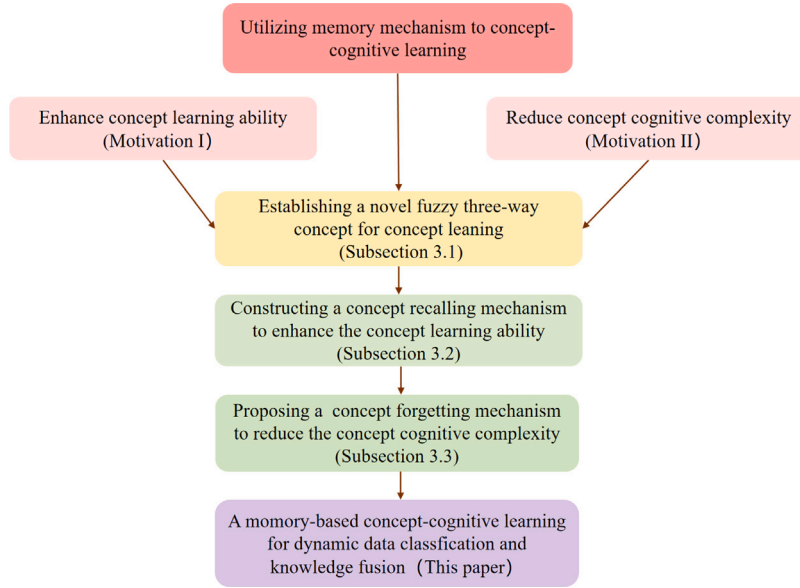 Utilizing memory mechanism to concept-
cognitive learning
Enhance concept learning ability
(Motivation I)
Reduce concept cognitive complexity
(Motivation II)
Establishing a novel fuzzy three-way
concept for concept leaning
(Subsection 3.1)
Constructing a concept recalling mechanism
to enhance the concept learning ability
(Subsection 3.2)
Proposing a concept forgetting mechanism
to reduce the concept cognitive complexity
(Subsection 3.3)
A momory-based concept-cognitive learning
for dynamic data classfication and
knowledge fusion (This paper)